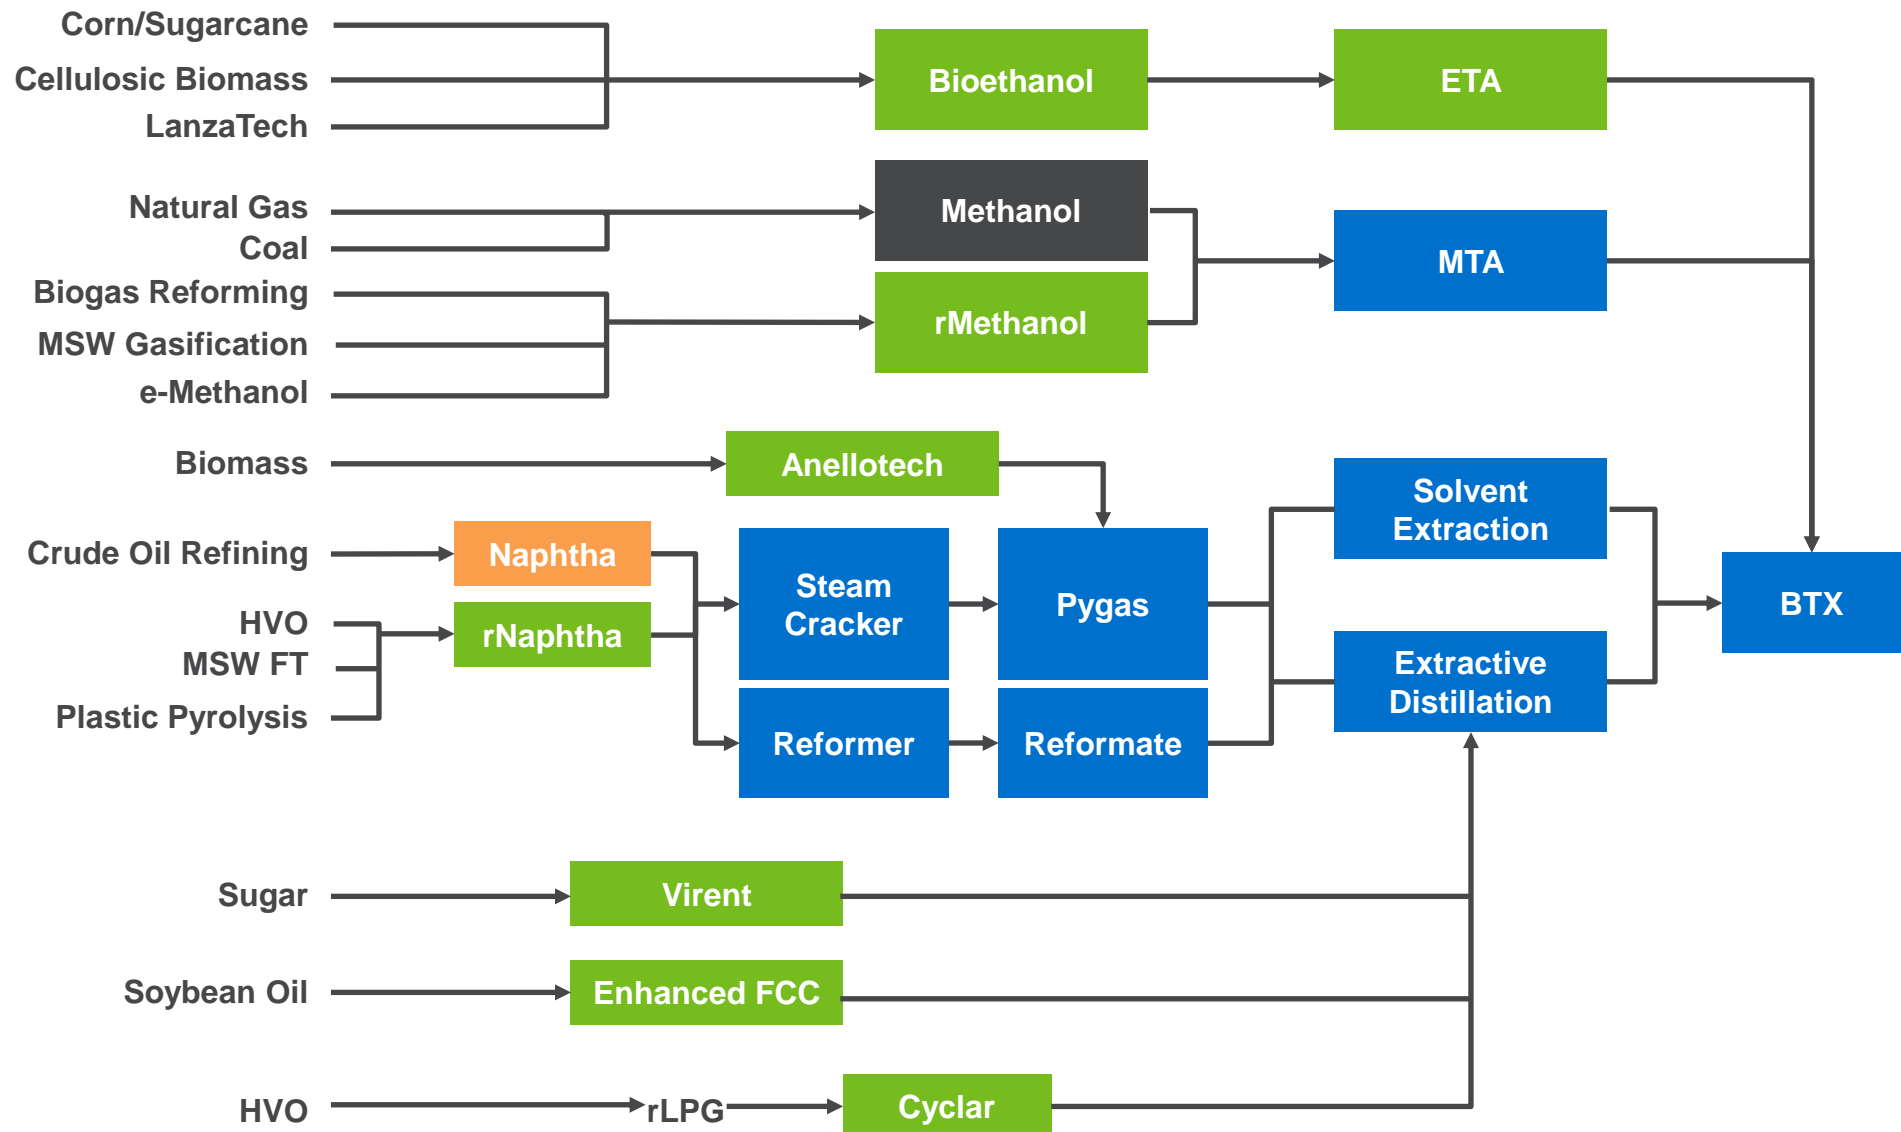 Corn/Sugarcane
Cellulosic Biomass
LanzaTech
Bioethanol
ETA
Natural Gas
Coal
Methanol
Biogas Reforming
MSW Gasification
e-Methanol
rMethanol
MTA
Biomass
Anellotech
Crude Oil Refining
Naphtha
HVO
MSW FT
Plastic Pyrolysis
rNaphtha
Steam
Cracker
Pygas
Reformer
Reformate
Solvent
Extraction
Extractive
Distillation
BTX
Sugar
Virent
Soybean Oil
Enhanced FCC
HVO
rLPG
Cyclar